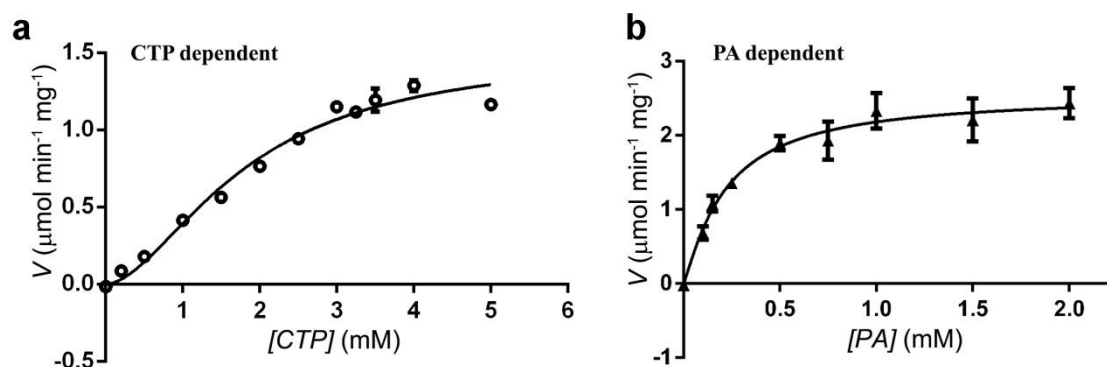 a
CTP dependent
V (μmol min⁻¹ mg⁻¹)
1.5
1.0
0.5
0.0
-0.5
1
2
3
4
5
6
[CTP] (mM)
b
PA dependent
V (μmol min⁻¹ mg⁻¹)
3
2
1
0
-1
0.5
1.0
1.5
2.0
[PA] (mM)